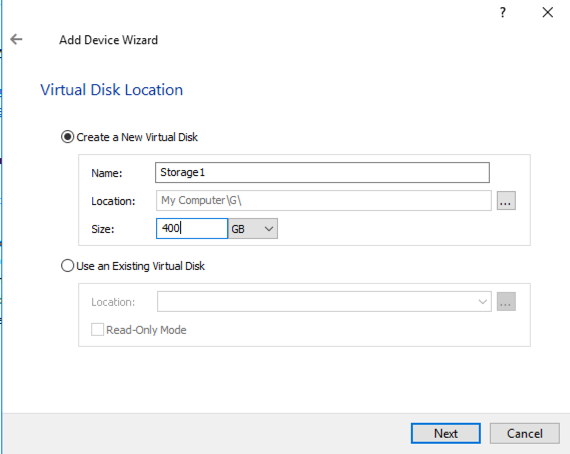 ?
Add Device Wizard
Virtual Disk Location
Create a New Virtual Disk
Name: Storage1
Location: My Computer\G\ ...
Size: 400 GB
Use an Existing Virtual Disk
Location: ...
Read-Only Mode
Next Cancel